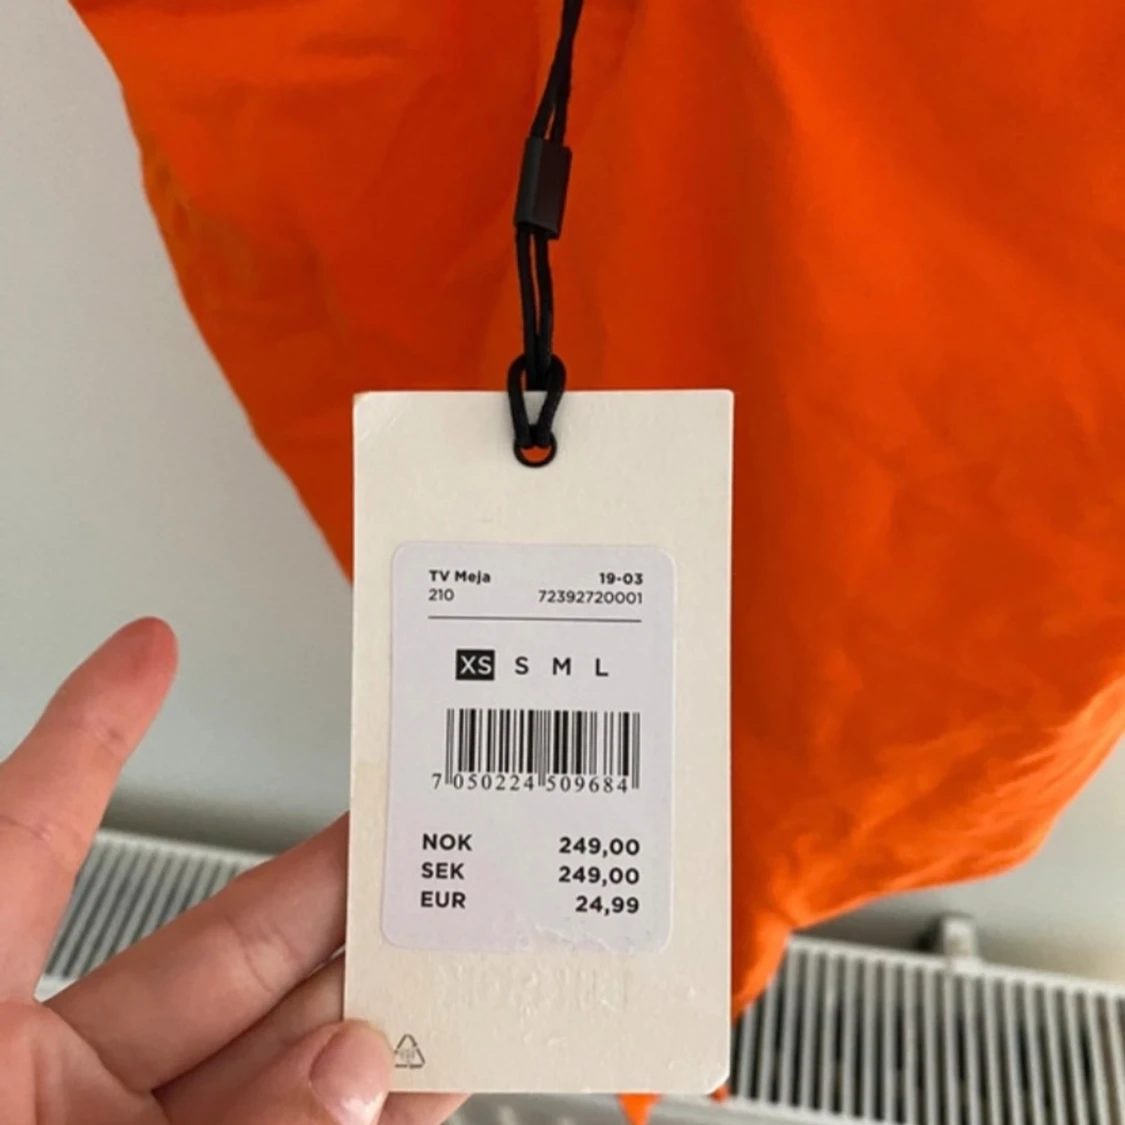 TV Meja 19-03
210 72392720001
XS S M L
7 050224 509684
NOK 249,00
SEK 249,00
EUR 24,99